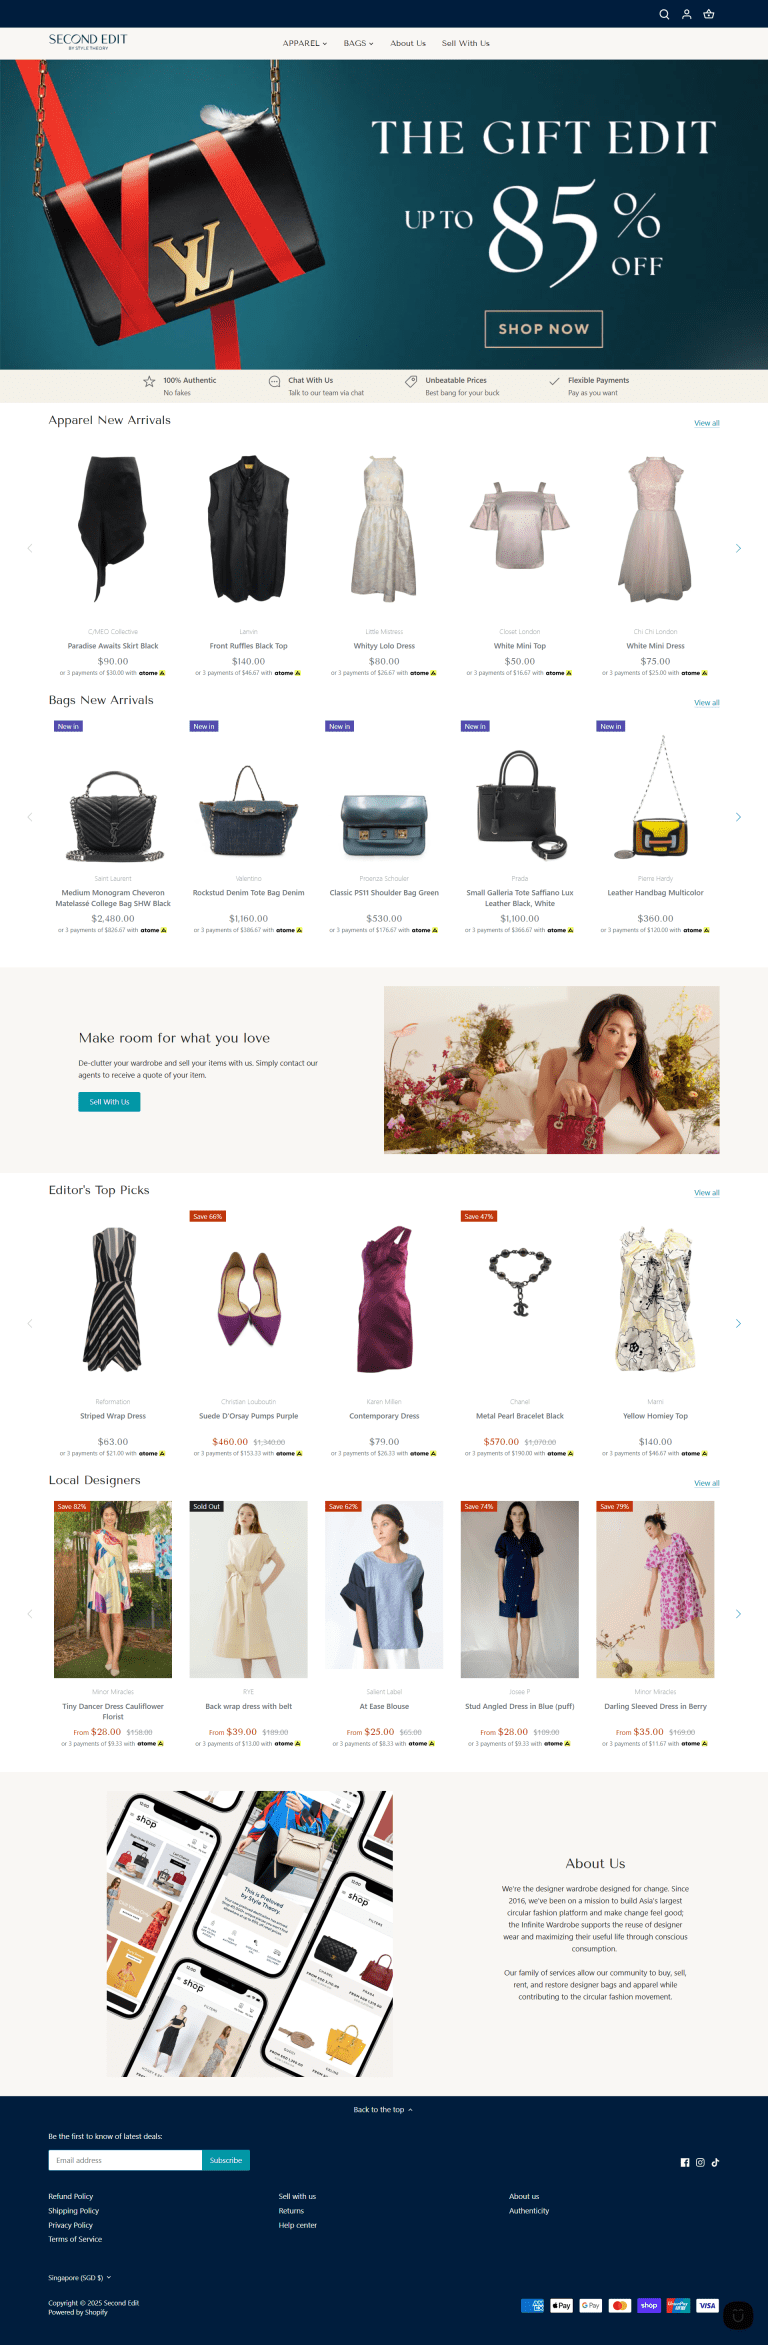 SECOND EDIT
BY STYLE THEORY
APPAREL
BAGS
About Us
Sell With Us
THE GIFT EDIT
UP TO 85% OFF
SHOP NOW
100% Authentic
No fakes
Chat With Us
Talk to our team via chat
Unbeatable Prices
Best bang for your buck
Flexible Payments
Pay as you want
Apparel New Arrivals
View all
C/MEO Collective
Paradise Awaits Skirt Black
$90.00
or 3 payments of $30.00 with atome
Lanvin
Front Ruffles Black Top
$140.00
or 3 payments of $46.67 with atome
Little Mistress
Whityy Lolo Dress
$80.00
or 3 payments of $26.67 with atome
Closet London
White Mini Top
$50.00
or 3 payments of $16.67 with atome
Chi Chi London
White Mini Dress
$75.00
or 3 payments of $25.00 with atome
Bags New Arrivals
View all
New in
Saint Laurent
Medium Monogram Cheveron
Matelassé College Bag SHW Black
$2,480.00
or 3 payments of $826.67 with atome
New in
Valentino
Rockstud Denim Tote Bag Denim
$1,160.00
or 3 payments of $386.67 with atome
New in
Proenza Schouler
Classic PS11 Shoulder Bag Green
$530.00
or 3 payments of $176.67 with atome
New in
Prada
Small Galleria Tote Saffiano Lux
Leather Black, White
$1,100.00
or 3 payments of $366.67 with atome
New in
Pierre Hardy
Leather Handbag Multicolor
$360.00
or 3 payments of $120.00 with atome
Make room for what you love
De-clutter your wardrobe and sell your items with us. Simply contact our
agents to receive a quote of your item.
Sell With Us
Editor's Top Picks
View all
Reformation
Striped Wrap Dress
$63.00
or 3 payments of $21.00 with atome
Save 66%
Christian Louboutin
Suede D'Orsay Pumps Purple
$460.00 $1,340.00
or 3 payments of $153.33 with atome
Karen Millen
Contemporary Dress
$79.00
or 3 payments of $26.33 with atome
Save 47%
Chanel
Metal Pearl Bracelet Black
$570.00 $1,070.00
or 3 payments of $190.00 with atome
Marni
Yellow Homiey Top
$140.00
or 3 payments of $46.67 with atome
Local Designers
View all
Save 82%
Minor Miracles
Tiny Dancer Dress Cauliflower
Florist
From $28.00 $158.00
or 3 payments of $9.33 with atome
Sold Out
RYE
Back wrap dress with belt
From $39.00 $189.00
or 3 payments of $13.00 with atome
Save 62%
Salient Label
At Ease Blouse
From $25.00 $65.00
or 3 payments of $8.33 with atome
Save 74%
Josee P
Stud Angled Dress in Blue (puff)
From $28.00 $109.00
or 3 payments of $9.33 with atome
Save 79%
Minor Miracles
Darling Sleeved Dress in Berry
From $35.00 $169.00
or 3 payments of $11.67 with atome
shop
This is Preloved
by Style Theory
shop
FILTERS
shop
FILTERS
CHANEL
PRADA
GUCCI
CELINE
About Us
We're the designer wardrobe designed for change. Since
2016, we've been on a mission to build Asia's largest
circular fashion platform and make change feel good;
the Infinite Wardrobe supports the reuse of designer
wear and maximizing their useful life through conscious
consumption.
Our family of services allow our community to buy, sell,
rent, and restore designer bags and apparel while
contributing to the circular fashion movement.
Back to the top
Be the first to know of latest deals:
Email address
Subscribe
Refund Policy
Shipping Policy
Privacy Policy
Terms of Service
Sell with us
Returns
Help center
About us
Authenticity
Singapore (SGD $)
Copyright © 2025 Second Edit
Powered by Shopify
AMEX
Apple Pay
G Pay
shop
UnionPay
VISA